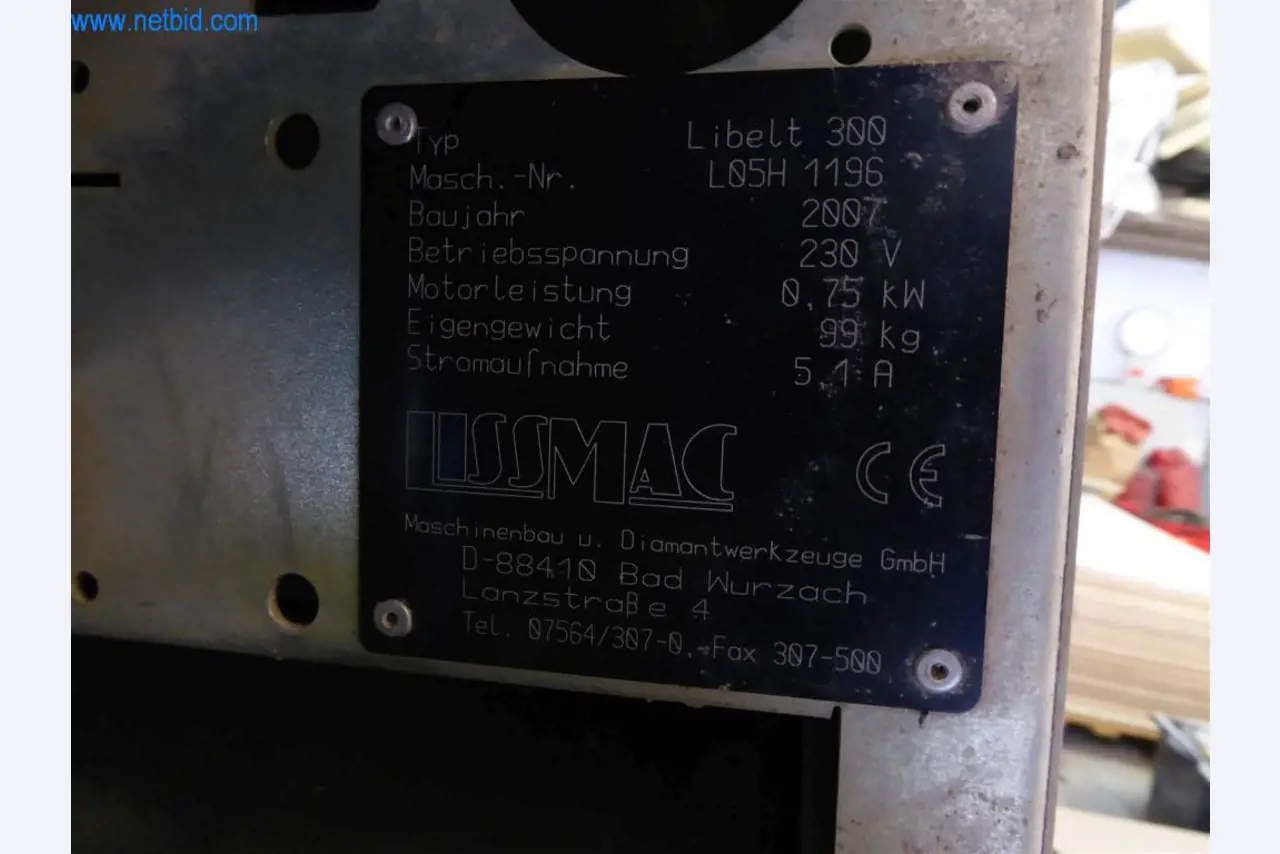 www.netbid.com
Typ Libelt 300
Masch.-Nr. L05H 1196
Baujahr 2007
Betriebsspannung 230 V
Motorleistung 0,75 kW
Eigengewicht 99 Kg
Stromaufnahme 5,1 A
LISSMAC CE
Maschinenbau u. Diamantwerkzeuge GmbH
D-88410 Bad Wurzach
Lanzstraße 4
Tel. 07564/307-0,-Fax 307-500